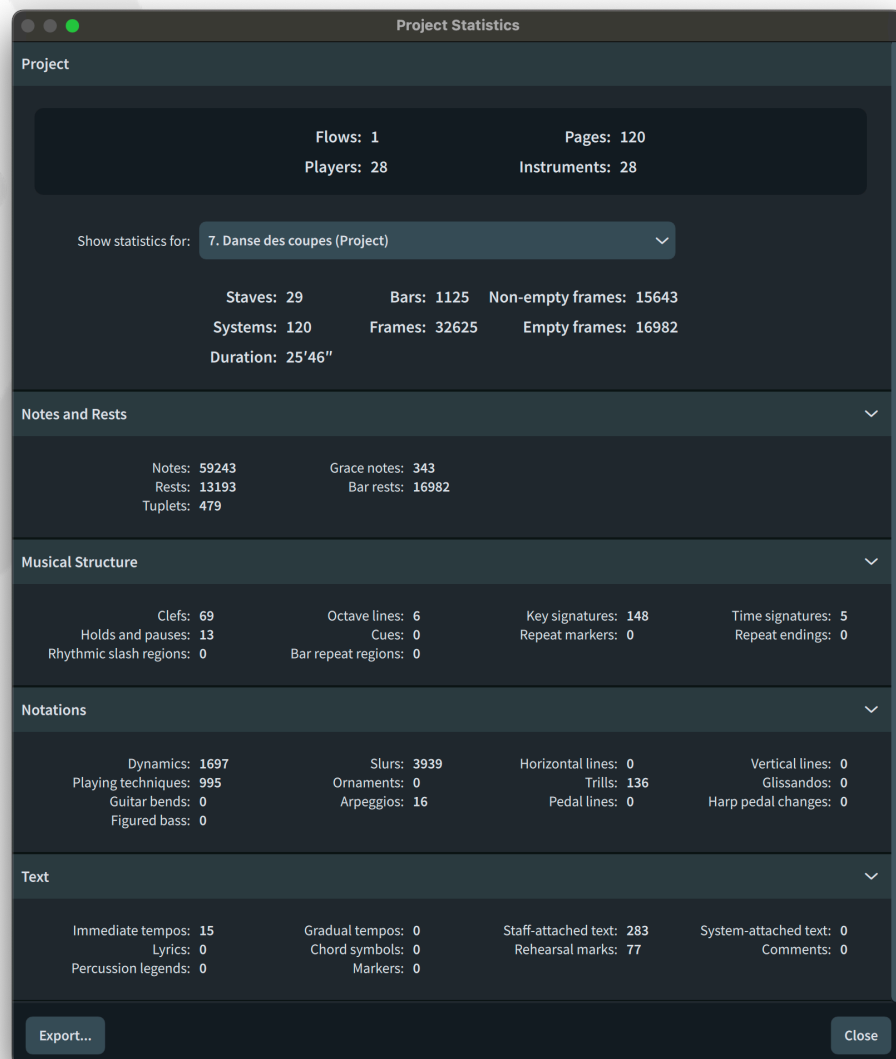 Project Statistics
Project
Flows: 1 Pages: 120
Players: 28 Instruments: 28
Show statistics for: 7. Danse des coupes (Project)
Staves: 29 Bars: 1125 Non-empty frames: 15643
Systems: 120 Frames: 32625 Empty frames: 16982
Duration: 25′46″
Notes and Rests
Notes: 59243 Grace notes: 343
Rests: 13193 Bar rests: 16982
Tuplets: 479
Musical Structure
Clefs: 69 Octave lines: 6 Key signatures: 148 Time signatures: 5
Holds and pauses: 13 Cues: 0 Repeat markers: 0 Repeat endings: 0
Rhythmic slash regions: 0 Bar repeat regions: 0
Notations
Dynamics: 1697 Slurs: 3939 Horizontal lines: 0 Vertical lines: 0
Playing techniques: 995 Ornaments: 0 Trills: 136 Glissandos: 0
Guitar bends: 0 Arpeggios: 16 Pedal lines: 0 Harp pedal changes: 0
Figured bass: 0
Text
Immediate tempos: 15 Gradual tempos: 0 Staff-attached text: 283 System-attached text: 0
Lyrics: 0 Chord symbols: 0 Rehearsal marks: 77 Comments: 0
Percussion legends: 0 Markers: 0
Export... Close